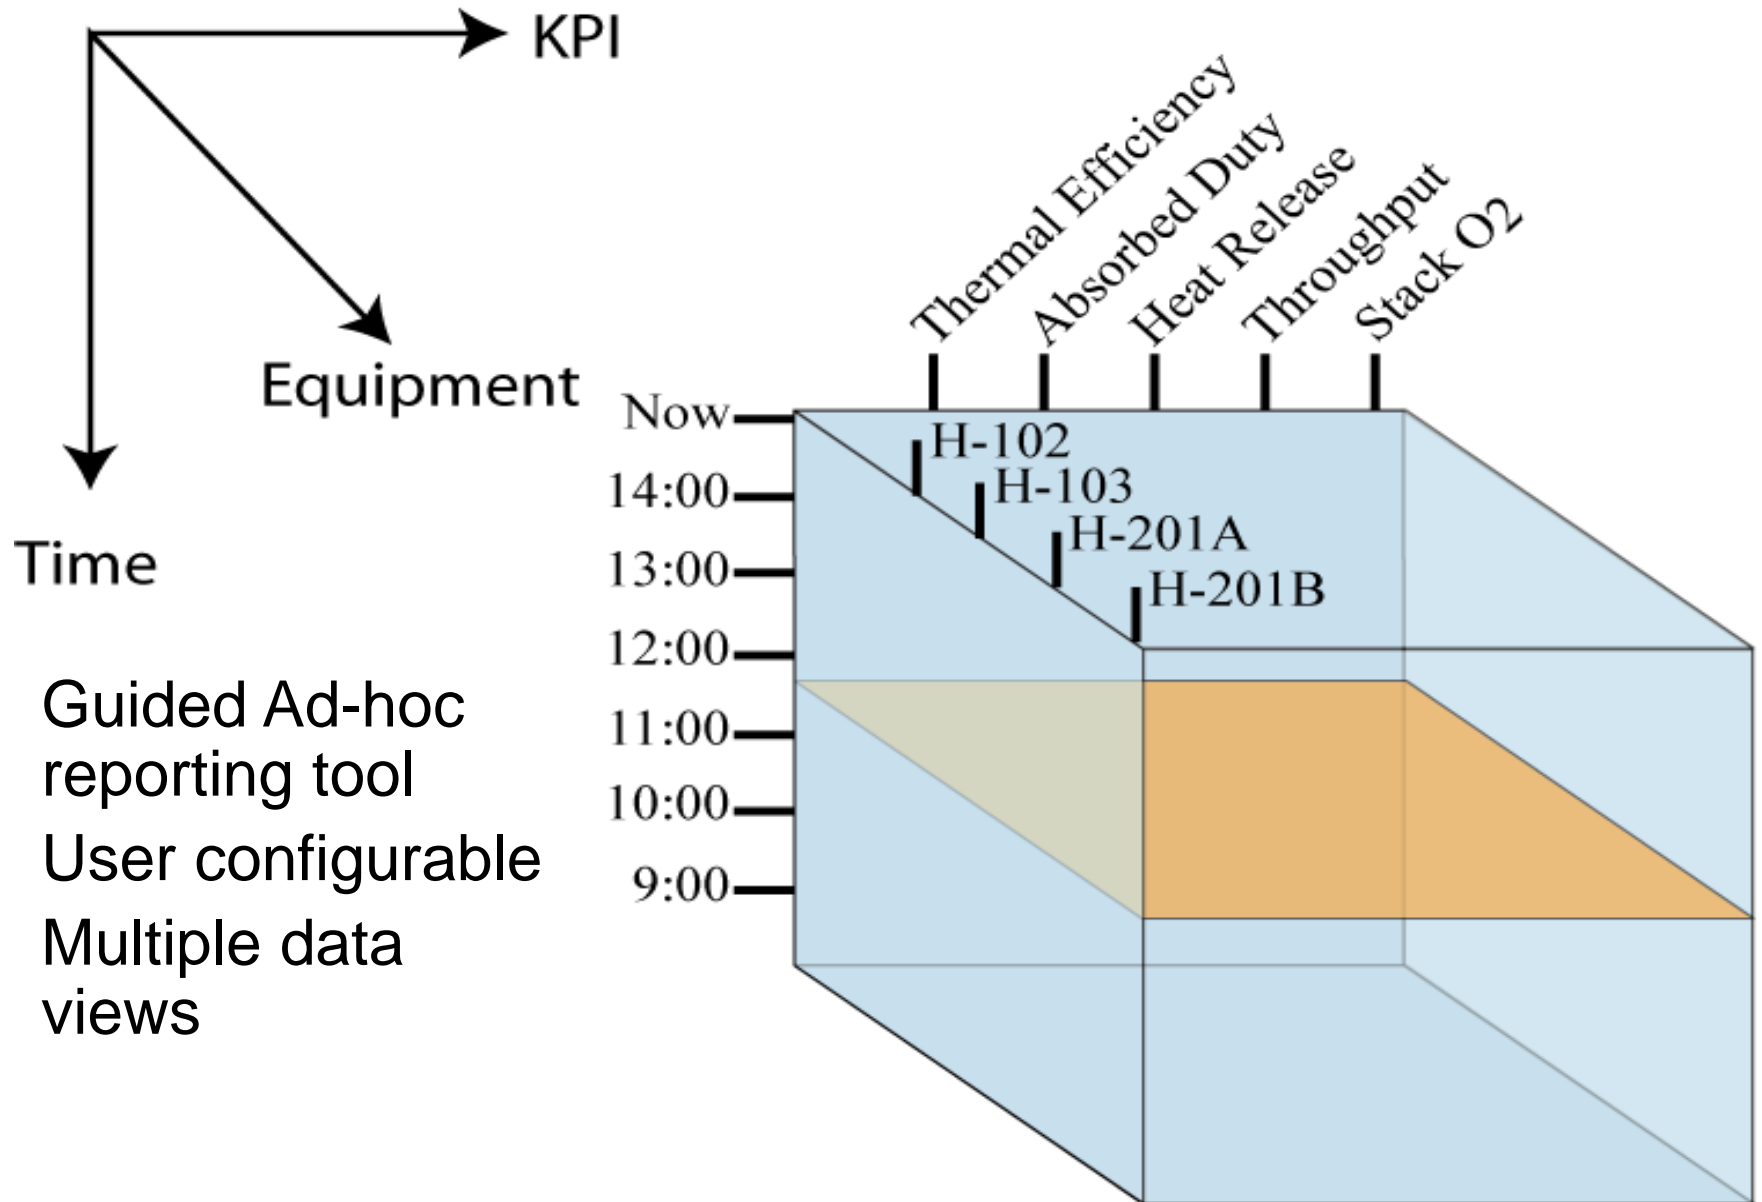 KPI
Equipment
Time
Thermal Efficiency
Absorbed Duty
Heat Release
Throughput
Stack O2
Now
14:00
13:00
12:00
11:00
10:00
9:00
H-102
H-103
H-201A
H-201B
Guided Ad-hoc
reporting tool
User configurable
Multiple data
views